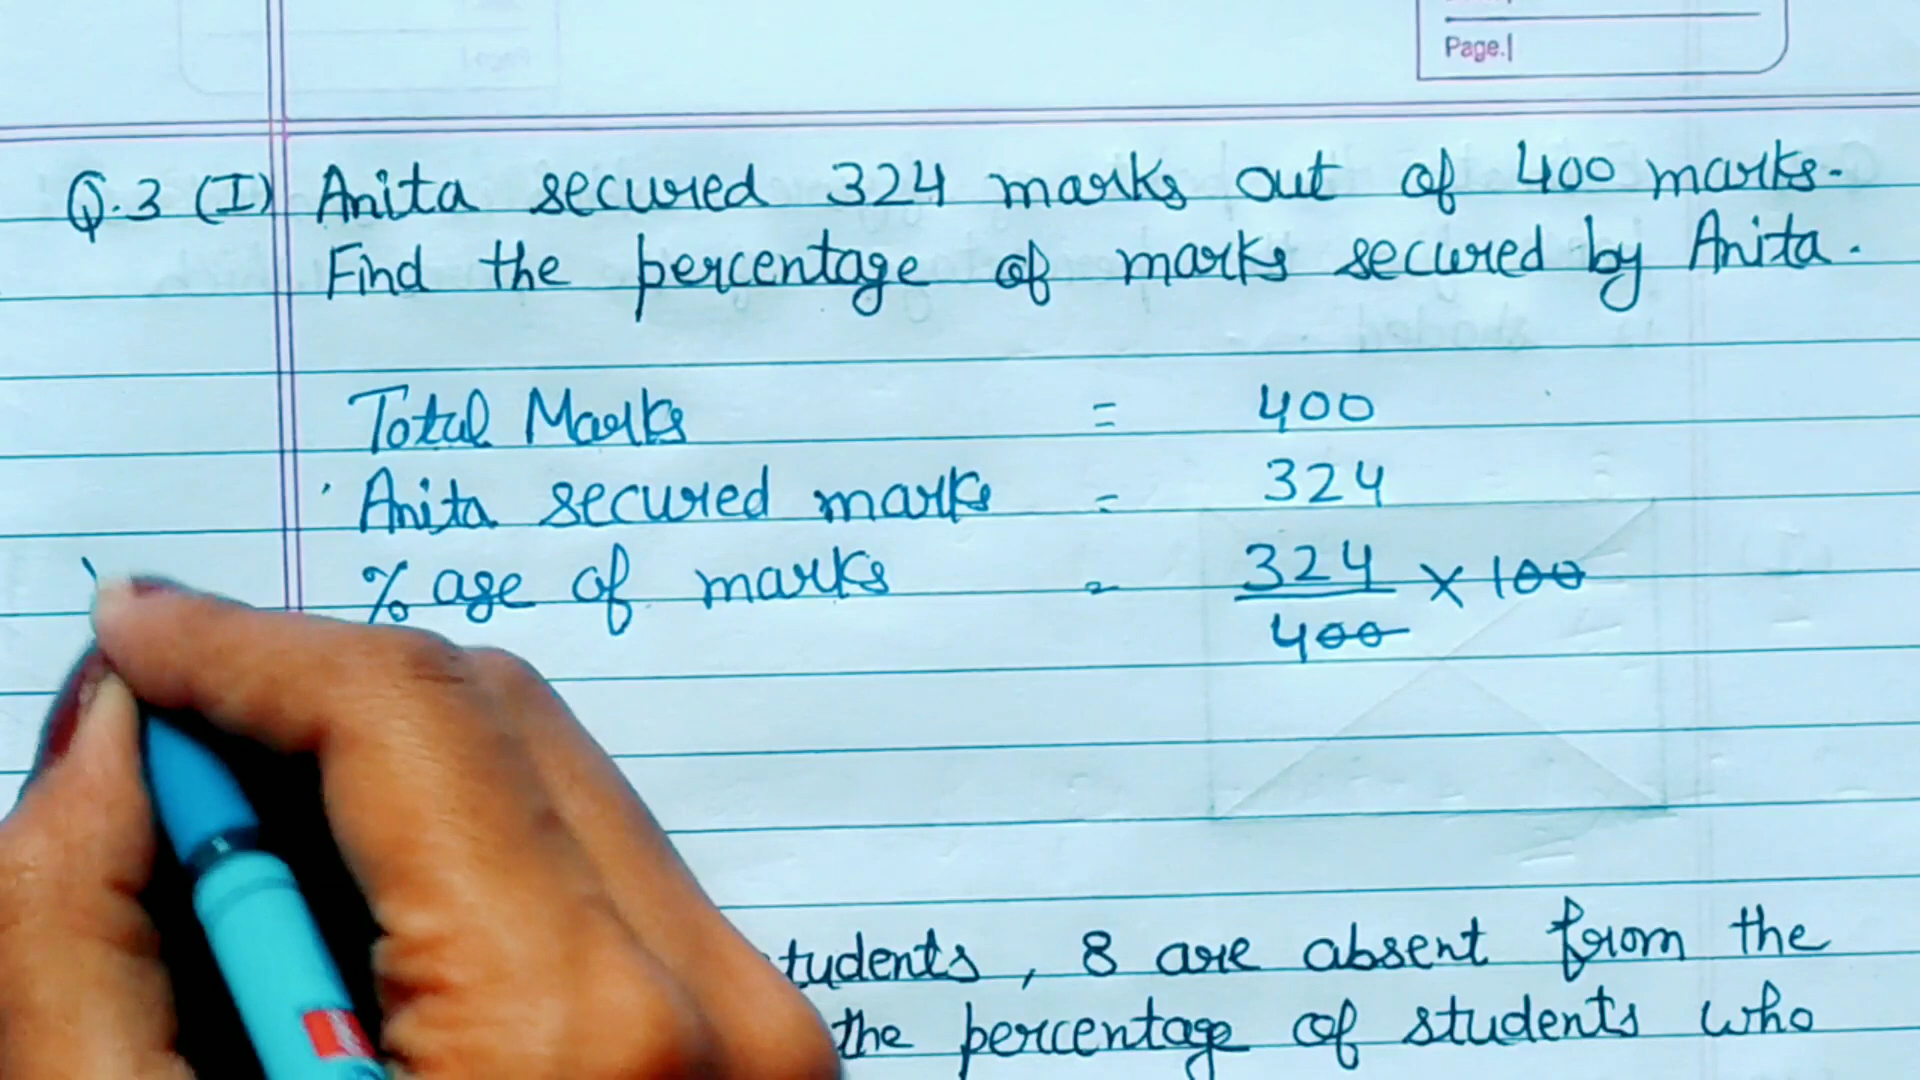 Page.
Q.3 (I) Anita secured 324 marks out of 400 marks.
Find the percentage of marks secured by Anita.
Total Marks = 400
Anita secured marks = 324
% age of marks = 324/400 × 100
tudents, 8 are absent from the
the percentage of students who